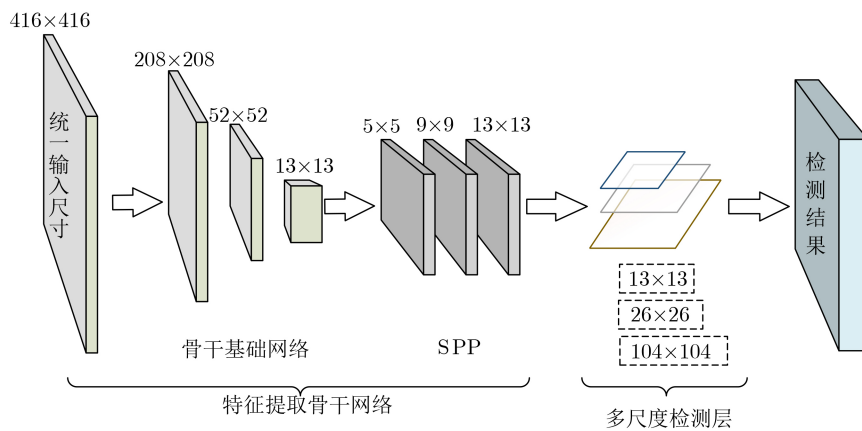 416×416
208×208
52×52
13×13
5×5 9×9 13×13
统一输入尺寸
检测结果
13×13
26×26
104×104
骨干基础网络
SPP
特征提取骨干网络
多尺度检测层